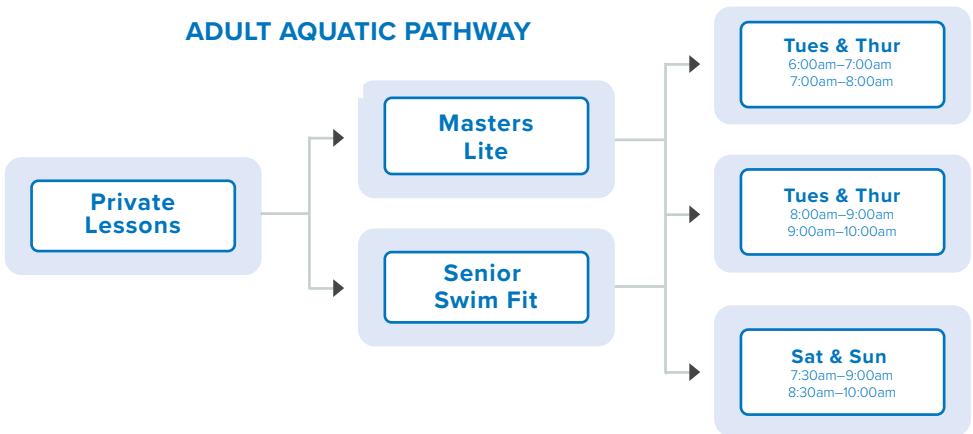 ADULT AQUATIC PATHWAY
Private
Lessons
Masters
Lite
Senior
Swim Fit
Tues & Thur
6:00am–7:00am
7:00am–8:00am
Tues & Thur
8:00am–9:00am
9:00am–10:00am
Sat & Sun
7:30am–9:00am
8:30am–10:00am